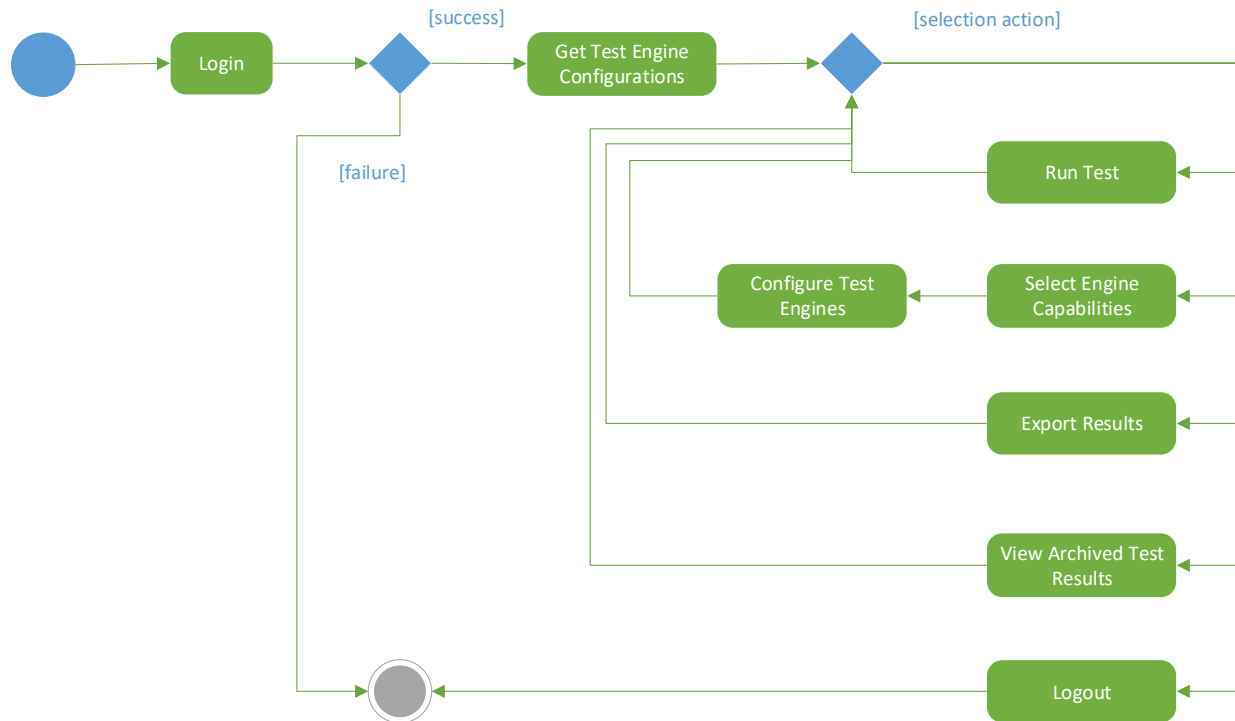 [success]
[selection action]
Login
Get Test Engine
Configurations
[failure]
Run Test
Configure Test
Engines
Select Engine
Capabilities
Export Results
View Archived Test
Results
Logout